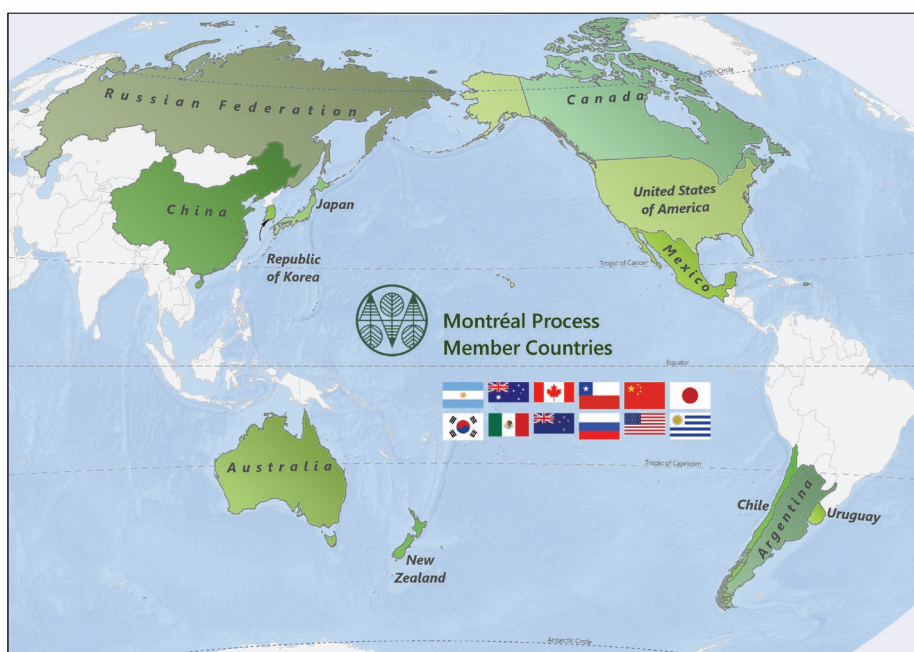 Arctic Circle
Russian Federation
Canada
United States
of America
China
Japan
Republic
of Korea
Tropic of Cancer
Mexico
Montréal Process
Member Countries
Equator
Tropic of Capricorn
Australia
Chile
Argentina
Uruguay
New
Zealand
Antarctic Circle